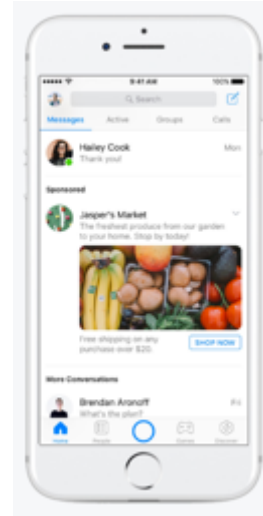 9:41 AM
100%
Search
Messages
Active
Groups
Calls
Hailey Cook
Mon
Thank you!
Sponsored
Jasper's Market
The freshest produce from our garden
to your home. Stop by today!
Free shipping on any
purchase over $20.
SHOP NOW
More Conversations
Brendan Aronoff
Fri
What's the plan?
Home
People
Games
Discover